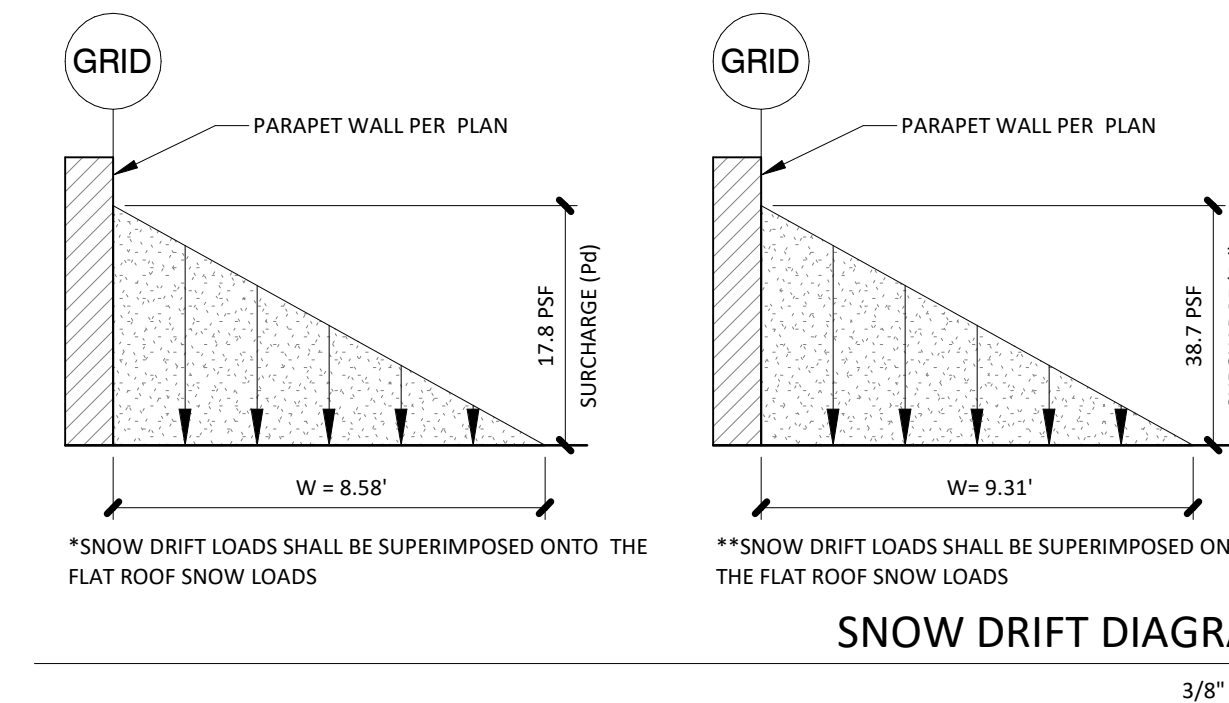 GRID
PARAPET WALL PER PLAN
17.8 PSF
SURCHARGE (Pd)
W = 8.58'
*SNOW DRIFT LOADS SHALL BE SUPERIMPOSED ONTO THE
FLAT ROOF SNOW LOADS
GRID
PARAPET WALL PER PLAN
38.7 PSF
W= 9.31'
**SNOW DRIFT LOADS SHALL BE SUPERIMPOSED
THE FLAT ROOF SNOW LOADS
SNOW DRIFT
3/8"